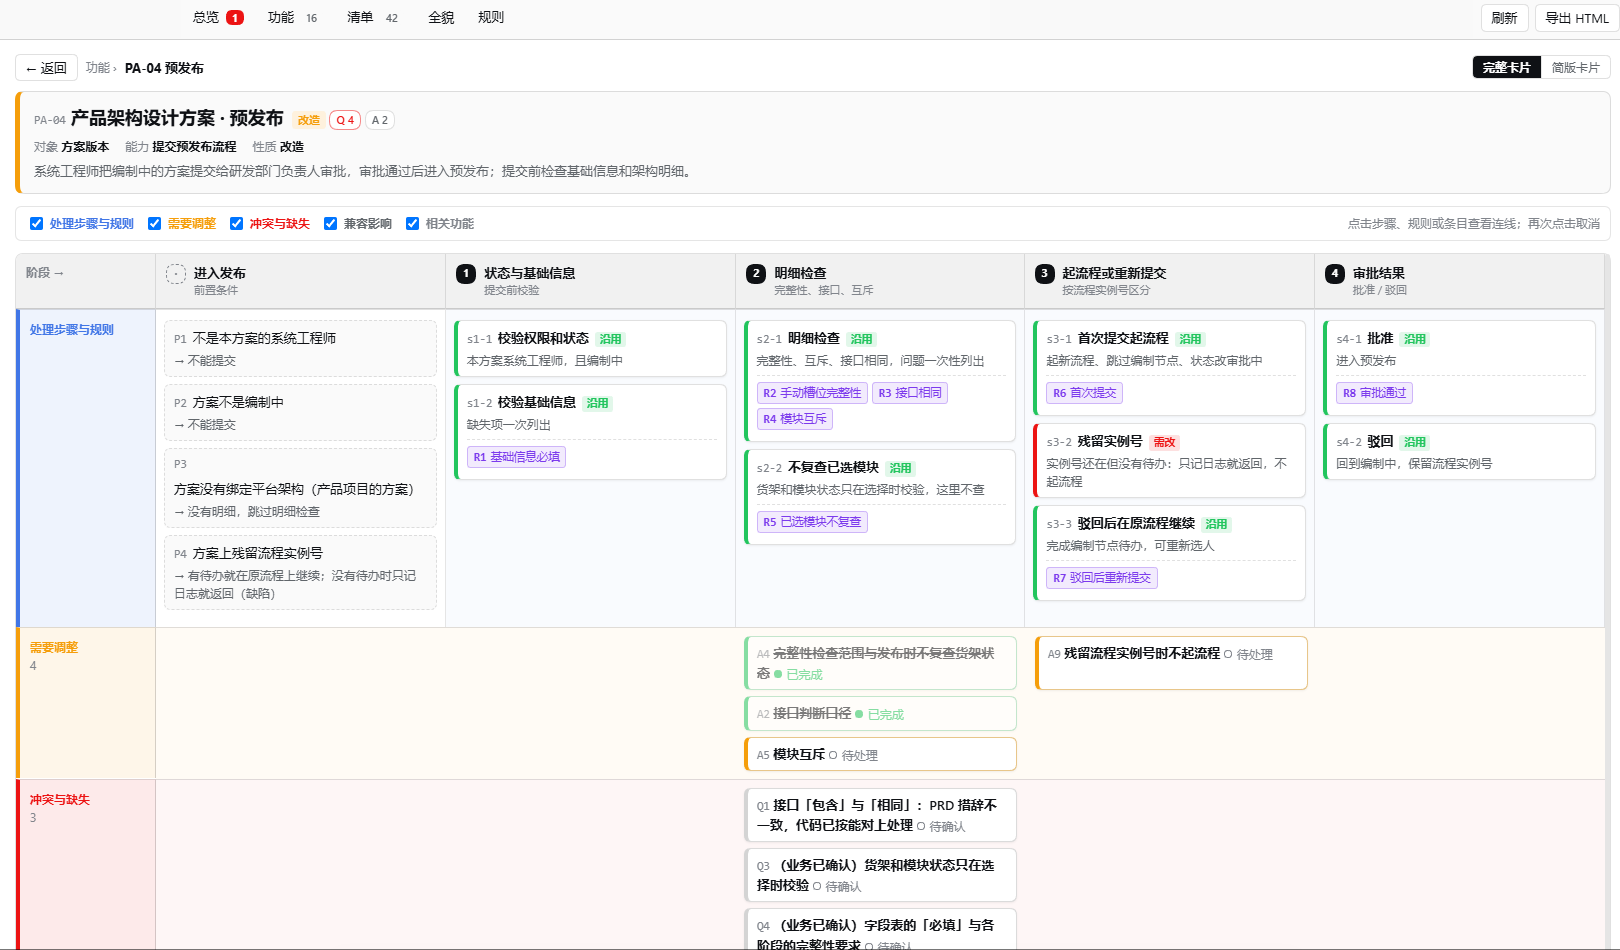 总览 1 功能 16 清单 42 全貌 规则 刷新 导出 HTML
← 返回 功能 › PA-04 预发布 完整卡片 简版卡片
PA-04 产品架构设计方案 · 预发布 改造 Q 4 A 2
对象 方案版本 能力 提交预发布流程 性质 改造
系统工程师把编制中的方案提交给研发部门负责人审批，审批通过后进入预发布；提交前检查基础信息和架构明细。
处理步骤与规则 需要调整 冲突与缺失 兼容影响 相关功能 点击步骤、规则或条目查看连线；再次点击取消
阶段 →
进入发布
前置条件
1 状态与基础信息
提交前校验
2 明细检查
完整性、接口、互斥
3 起流程或重新提交
按流程实例号区分
4 审批结果
批准 / 驳回
处理步骤与规则
P1 不是本方案的系统工程师
→ 不能提交
P2 方案不是编制中
→ 不能提交
P3
方案没有绑定平台架构（产品项目的方案）
→ 没有明细，跳过明细检查
P4 方案上残留流程实例号
→ 有待办就在原流程上继续；没有待办时只记
日志就返回（缺陷）
s1-1 校验权限和状态 沿用
本方案系统工程师，且编制中
s1-2 校验基础信息 沿用
缺失项一次列出
R1 基础信息必填
s2-1 明细检查 沿用
完整性、互斥、接口相同，问题一次性列出
R2 手动槽位完整性 R3 接口相同
R4 模块互斥
s2-2 不复查已选模块 沿用
货架和模块状态只在选择时校验，这里不查
R5 已选模块不复查
s3-1 首次提交起流程 沿用
起新流程、跳过编制节点、状态改审批中
R6 首次提交
s3-2 残留实例号 需改
实例号还在但没有待办：只记日志就返回，不
起流程
s3-3 驳回后在原流程继续 沿用
完成编制节点待办，可重新选人
R7 驳回后重新提交
s4-1 批准 沿用
进入预发布
R8 审批通过
s4-2 驳回 沿用
回到编制中，保留流程实例号
需要调整
4
A4 完整性检查范围与发布时不复查货架状
态 已完成
A2 接口判断口径 已完成
A5 模块互斥 待处理
A9 残留流程实例号时不起流程 待处理
冲突与缺失
3
Q1 接口「包含」与「相同」：PRD 措辞不
一致，代码已按能对上处理 待确认
Q3 （业务已确认）货架和模块状态只在选
择时校验 待确认
Q4 （业务已确认）字段表的「必填」与各
阶段的完整性要求 待确认